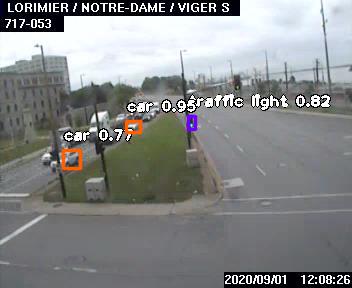 LORIMIER / NOTRE-DAME / VIGER S
717-053
car 0.95
traffic light 0.82
car 0.77
2020/09/01 12:08:26